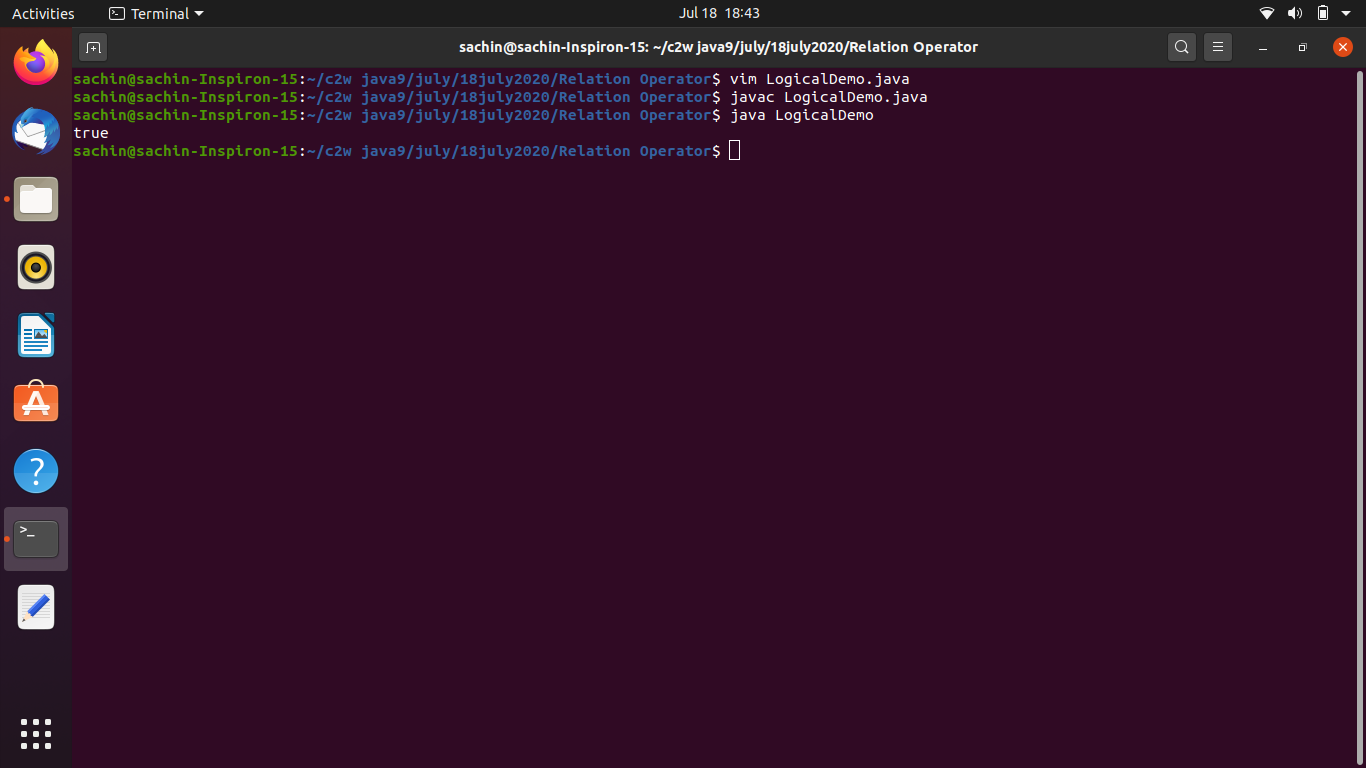 Activities
Terminal
Jul 18 18:43
sachin@sachin-Inspiron-15: ~/c2w java9/july/18july2020/Relation Operator
sachin@sachin-Inspiron-15:~/c2w java9/july/18july2020/Relation Operator$ vim LogicalDemo.java
sachin@sachin-Inspiron-15:~/c2w java9/july/18july2020/Relation Operator$ javac LogicalDemo.java
sachin@sachin-Inspiron-15:~/c2w java9/july/18july2020/Relation Operator$ java LogicalDemo
true
sachin@sachin-Inspiron-15:~/c2w java9/july/18july2020/Relation Operator$